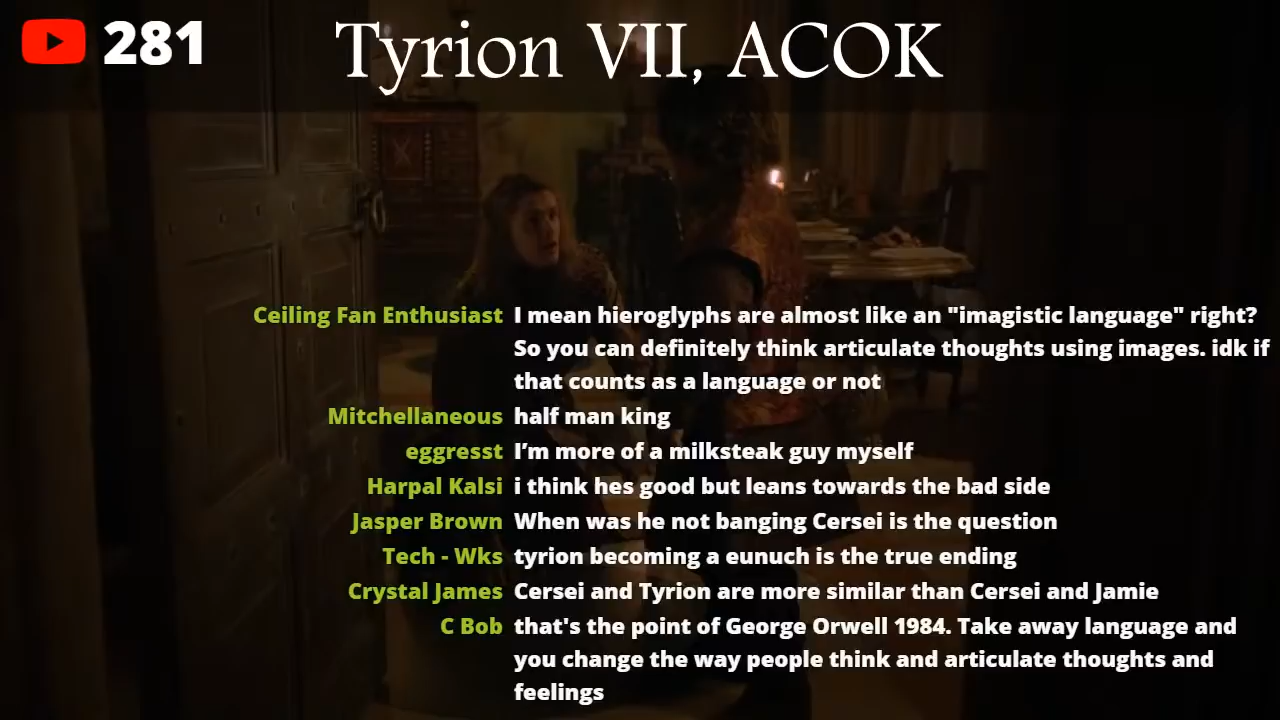 281
Tyrion VII, ACOK
Ceiling Fan Enthusiast I mean hieroglyphs are almost like an "imagistic language" right?
So you can definitely think articulate thoughts using images. idk if
that counts as a language or not
Mitchellaneous half man king
eggresst I’m more of a milksteak guy myself
Harpal Kalsi i think hes good but leans towards the bad side
Jasper Brown When was he not banging Cersei is the question
Tech - Wks tyrion becoming a eunuch is the true ending
Crystal James Cersei and Tyrion are more similar than Cersei and Jamie
C Bob that's the point of George Orwell 1984. Take away language and
you change the way people think and articulate thoughts and
feelings